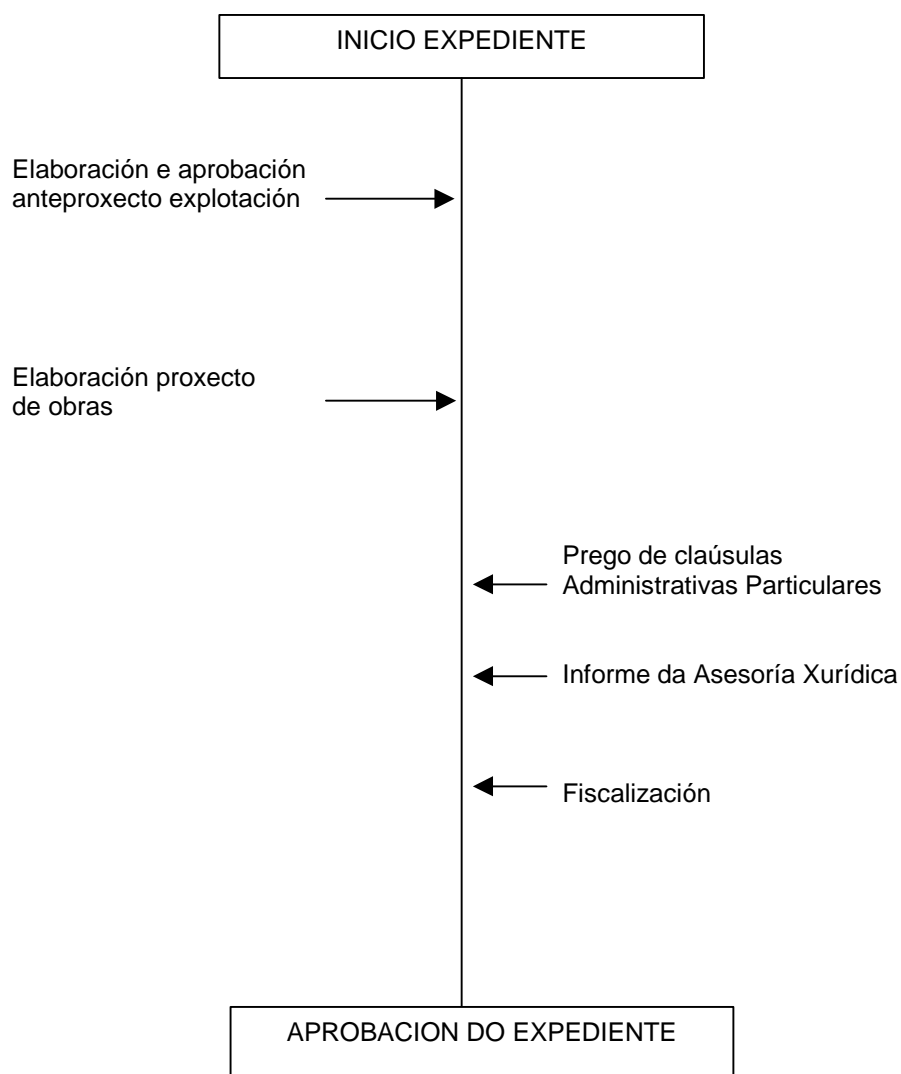 INICIO EXPEDIENTE
Elaboración e aprobación
anteproxecto explotación
Elaboración proxecto
de obras
Prego de claúsulas
Administrativas Particulares
Informe da Asesoría Xurídica
Fiscalización
APROBACION DO EXPEDIENTE